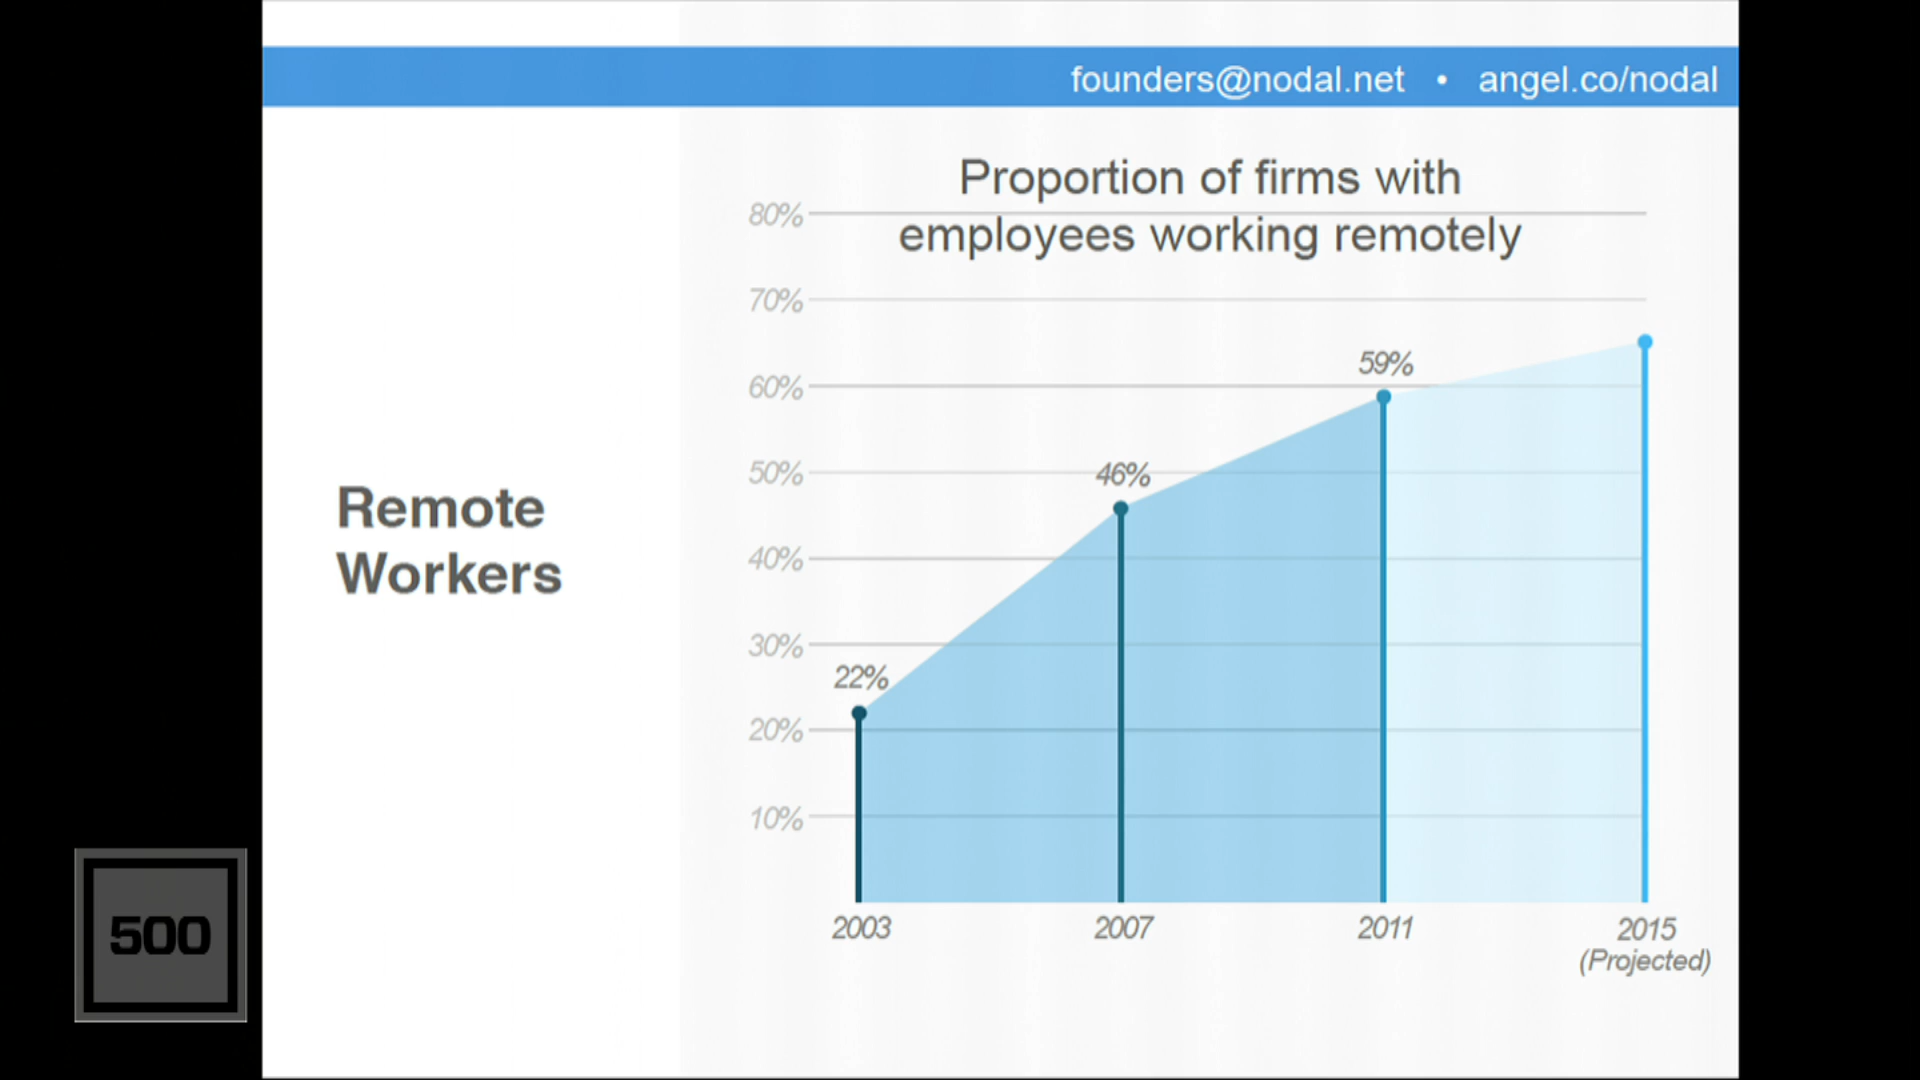 founders@nodal.net • angel.co/nodal
Proportion of firms with
employees working remotely
80%
70%
60%
50%
40%
30%
20%
10%
22%
46%
59%
2003
2007
2011
2015
(Projected)
Remote
Workers
500